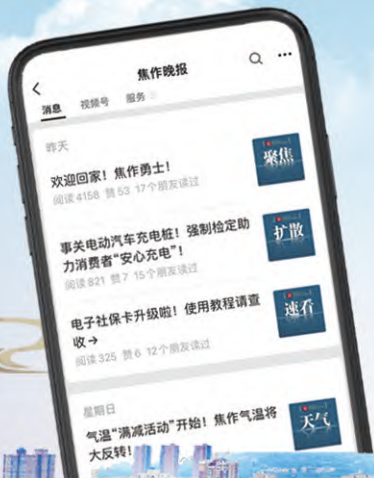 焦作晚报
消息 视频号 服务
昨天
欢迎回家！焦作勇士！
阅读 4158 赞 53 17个朋友读过
聚焦
事关电动汽车充电桩！强制检定助
力消费者“安心充电”！
阅读 821 赞 7 15个朋友读过
扩散
电子社保卡升级啦！使用教程请查
收→
阅读 325 赞 6 12个朋友读过
速看
星期日
气温“满减活动”开始！焦作气温将
大反转！
天气